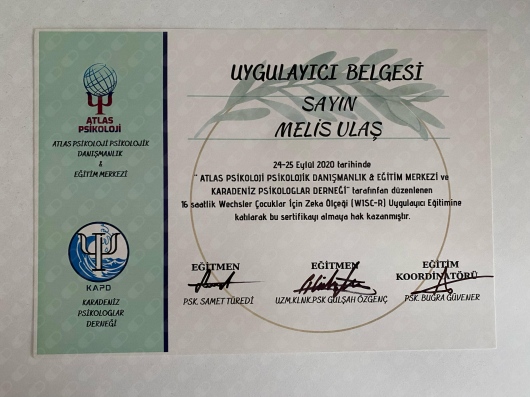 ATLAS
PSİKOLOJİ
ATLAS PSİKOLOJİ PSİKOLOJİK
DANIŞMANLIK
&
EĞİTİM MERKEZİ
KAPD
KARADENİZ
PSİKOLOGLAR
DERNEĞİ
UYGULAYICI BELGESİ
SAYIN
MELİS ULAŞ
24-25 Eylül 2020 tarihinde
" ATLAS PSİKOLOJİ PSİKOLOJİK DANIŞMANLIK & EĞİTİM MERKEZİ ve
KARADENİZ PSİKOLOGLAR DERNEĞİ" tarafınfan düzenlenen
16 saatlik Wechsler Çocuklar İçin Zeka Ölçeği (WISC-R) Uygulayıcı Eğitimine
katılarak bu sertifikayı almaya hak kazanmıştır.
EĞİTMEN
PSK. SAMET TÜREDİ
EĞİTMEN
UZM.KLNK.PSK GÜLŞAH ÖZGENÇ
EĞİTİM
KOORDİNATÖRÜ
PSK. BUĞRA GÜVENER